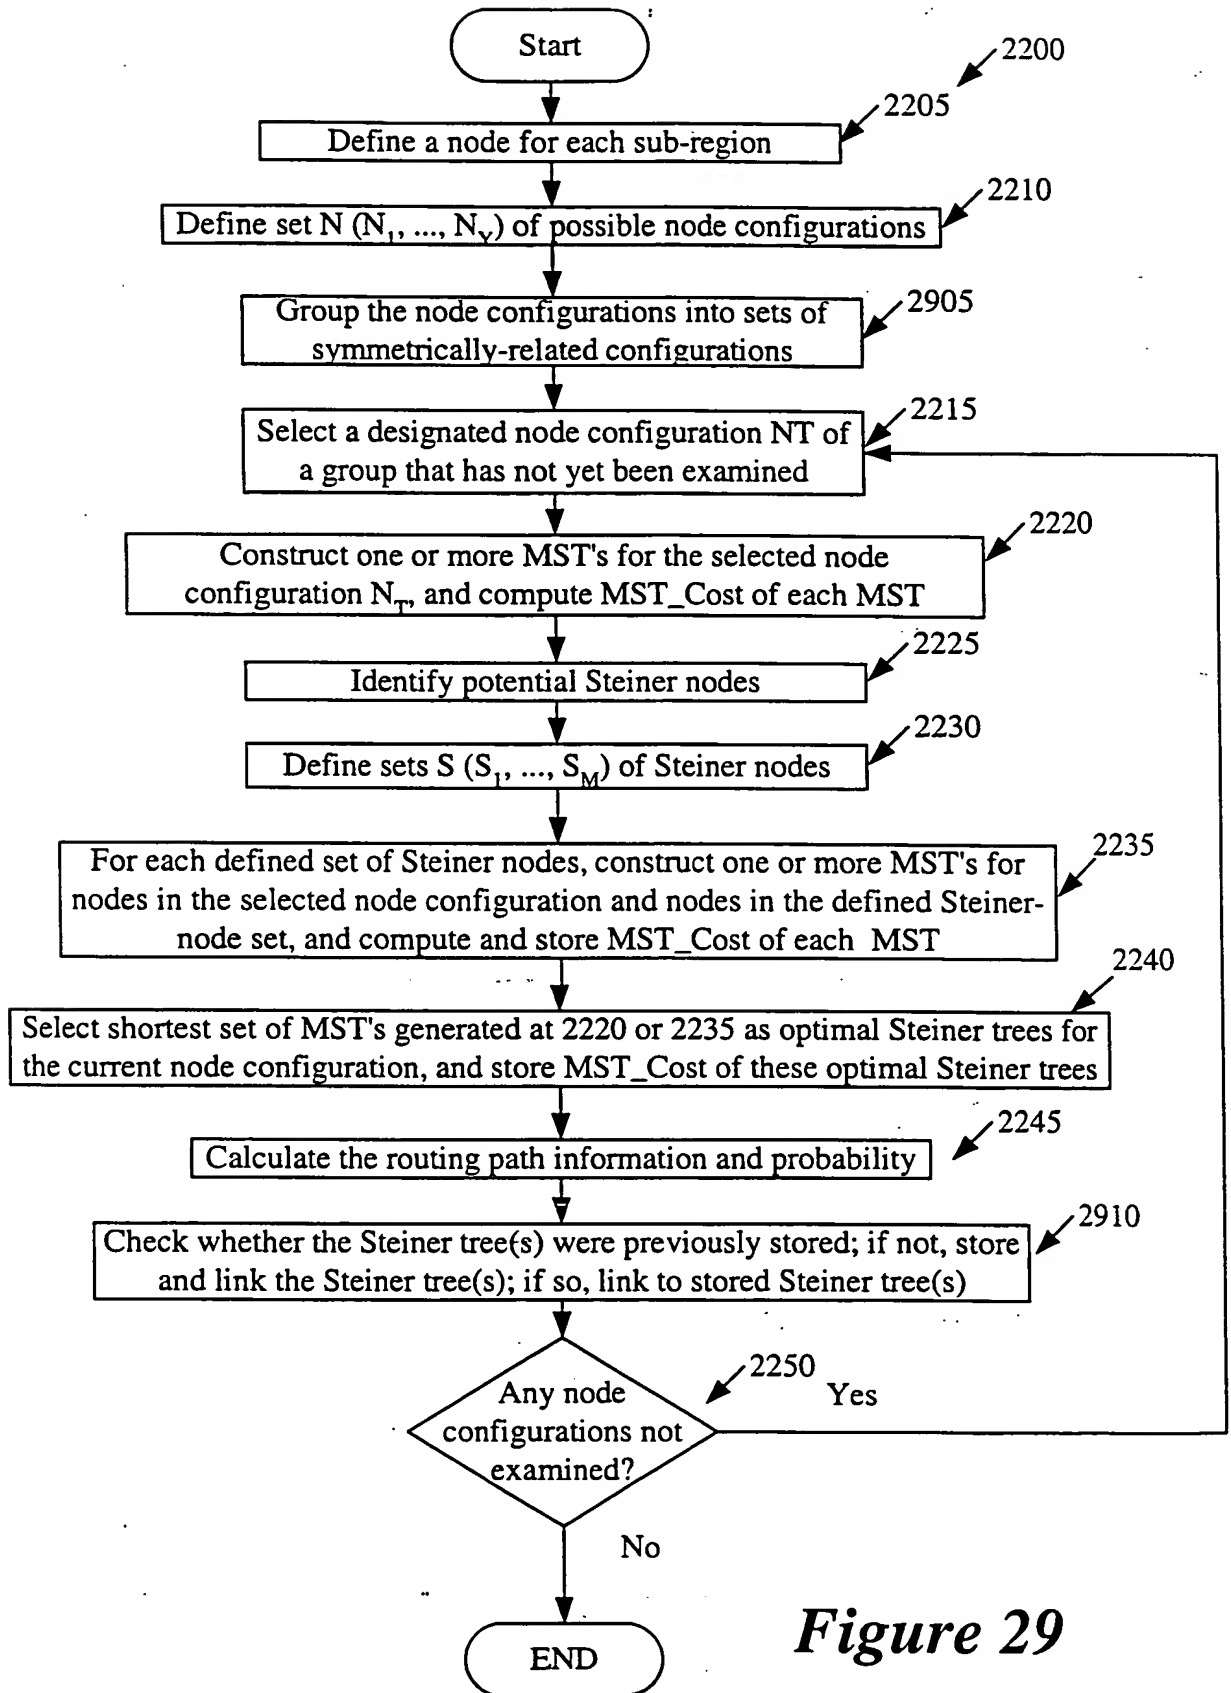 Start
2200
2205
Define a node for each sub-region
2210
Define set N (N1, ..., NY) of possible node configurations
2905
Group the node configurations into sets of
symmetrically-related configurations
2215
Select a designated node configuration NT of
a group that has not yet been examined
2220
Construct one or more MST's for the selected node
configuration NT, and compute MST_Cost of each MST
2225
Identify potential Steiner nodes
2230
Define sets S (S1, ..., SM) of Steiner nodes
2235
For each defined set of Steiner nodes, construct one or more MST's for
nodes in the selected node configuration and nodes in the defined Steiner-
node set, and compute and store MST_Cost of each MST
2240
Select shortest set of MST's generated at 2220 or 2235 as optimal Steiner trees for
the current node configuration, and store MST_Cost of these optimal Steiner trees
2245
Calculate the routing path information and probability
2910
Check whether the Steiner tree(s) were previously stored; if not, store
and link the Steiner tree(s); if so, link to stored Steiner tree(s)
2250
Yes
Any node
configurations not
examined?
No
END
Figure 29